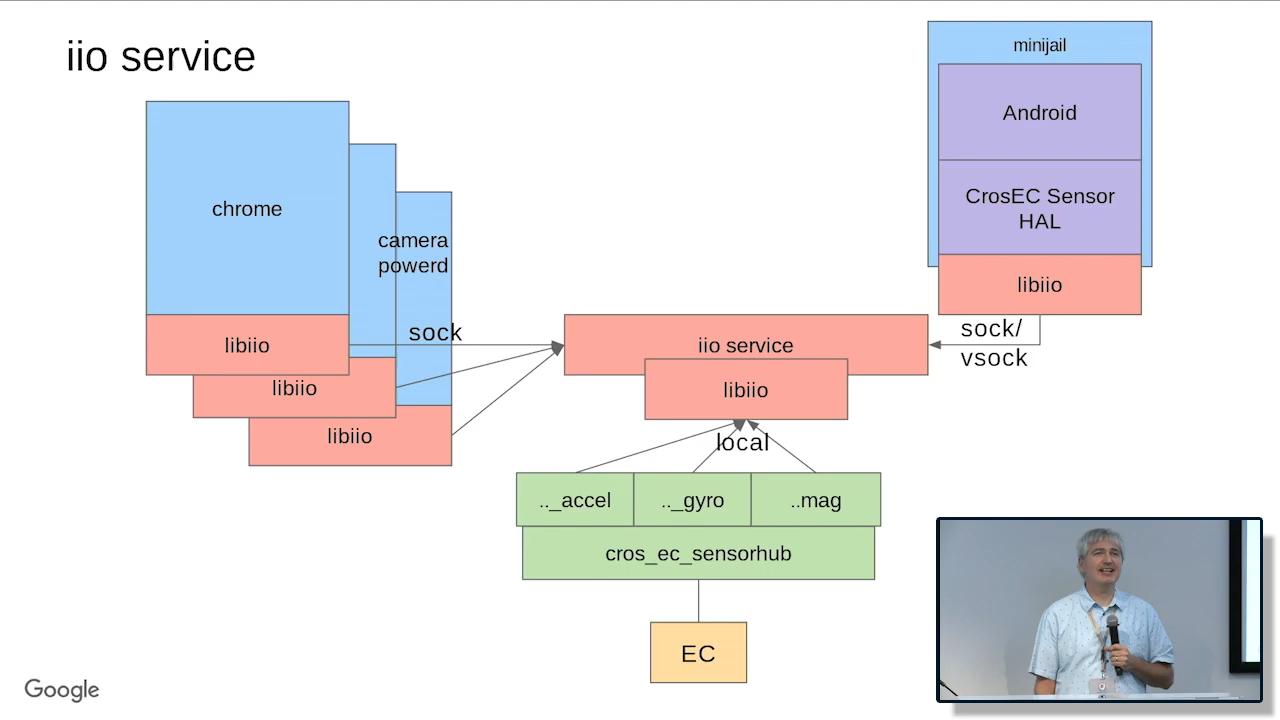 iio service
minijail
Android
chrome
CrosEC Sensor
HAL
camera
powerd
libiio
sock/
vsock
sock
libiio
iio service
libiio
libiio
libiio
local
.._accel
.._gyro
..mag
cros_ec_sensorhub
EC
Google